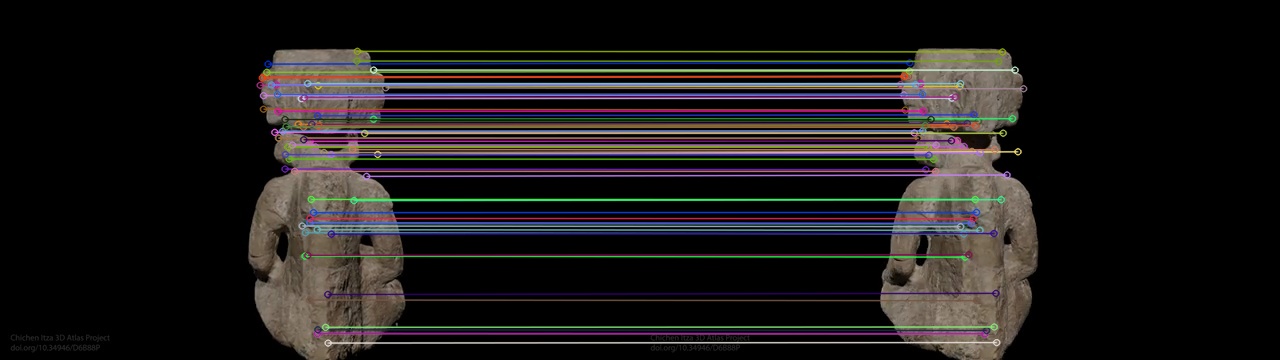 Chichen Itza 3D Atlas Project
doi.org/10.34946/D6B88P
Chichen Itza 3D Atlas Project
doi.org/10.34946/D6B88P